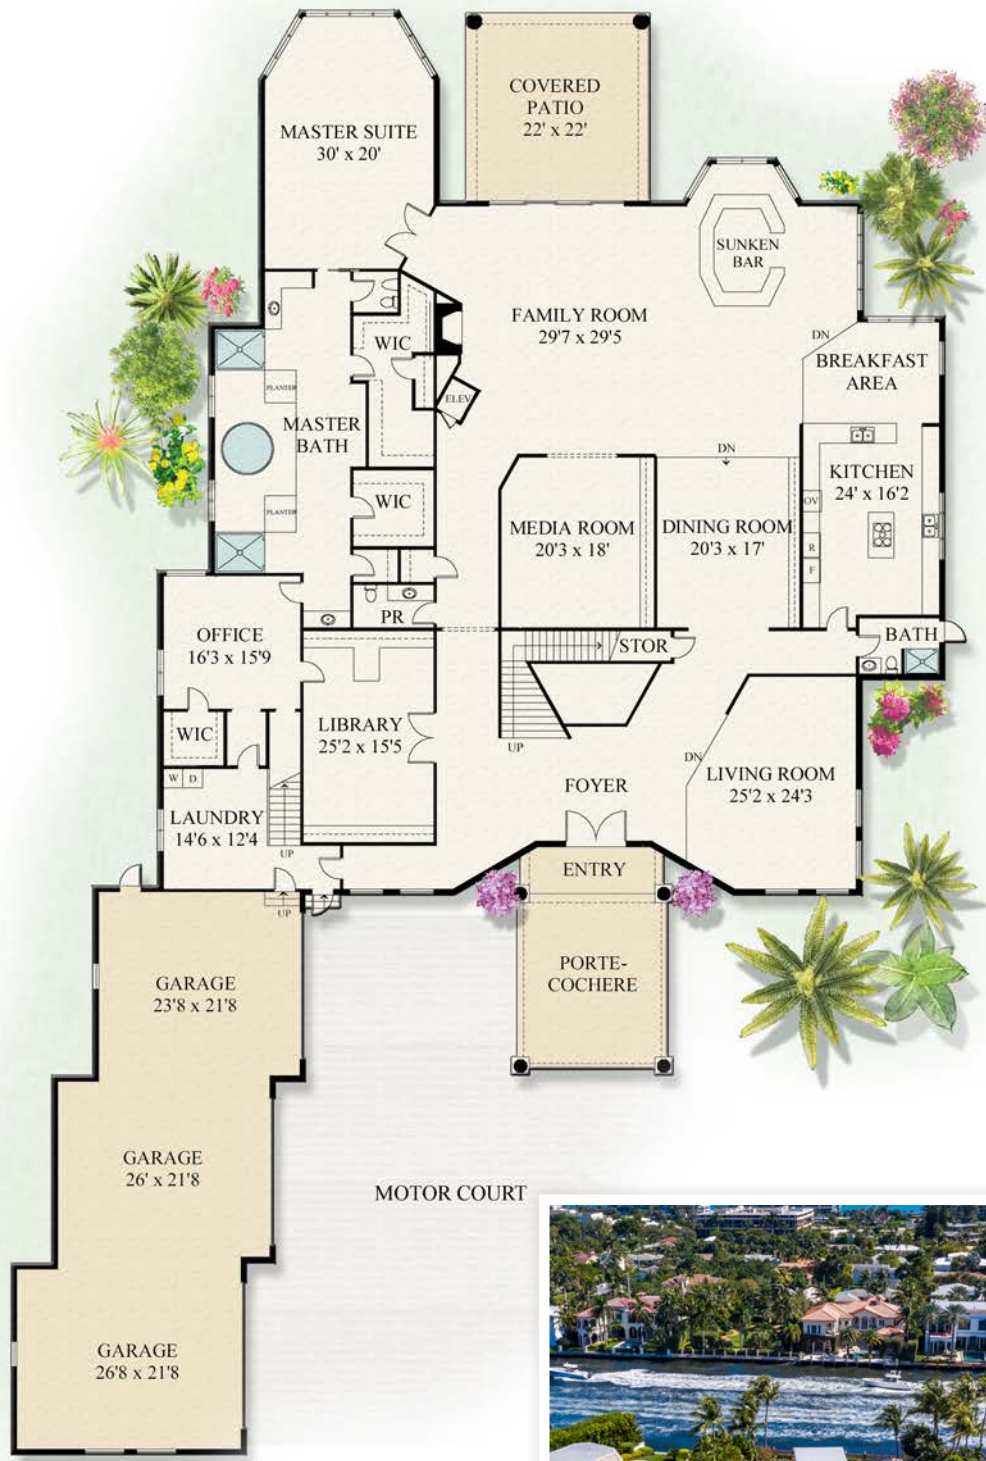 COVERED
PATIO
22' x 22'
MASTER SUITE
30' x 20'
SUNKEN
BAR
FAMILY ROOM
29'7 x 29'5
WIC
DN
BREAKFAST
AREA
PLANTER
ELEV
MASTER
BATH
DN
KITCHEN
24' x 16'2
WIC
OV
PLANTER
MEDIA ROOM
20'3 x 18'
DINING ROOM
20'3 x 17'
R
F
PR
OFFICE
16'3 x 15'9
STOR
BATH
WIC
LIBRARY
25'2 x 15'5
UP
DN
LIVING ROOM
25'2 x 24'3
W D
FOYER
LAUNDRY
14'6 x 12'4
UP
ENTRY
UP
PORTE-
COCHERE
GARAGE
23'8 x 21'8
GARAGE
26' x 21'8
MOTOR COURT
GARAGE
26'8 x 21'8